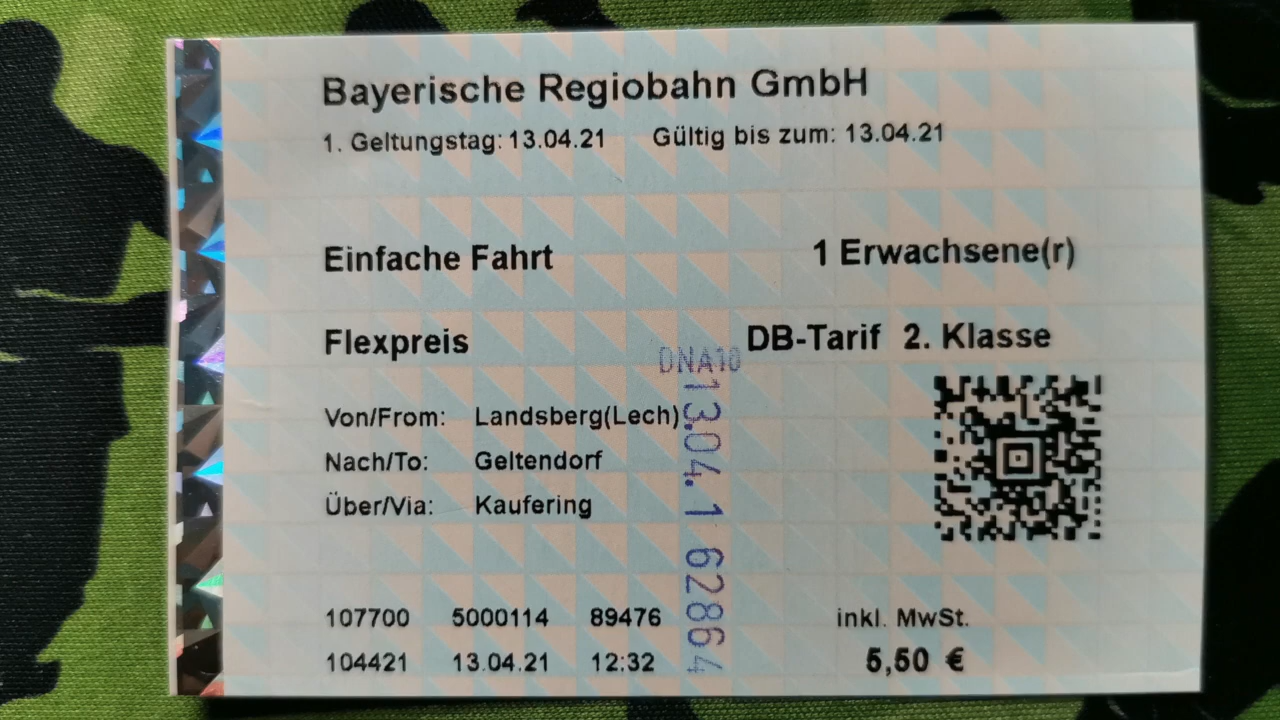 Bayerische Regiobahn GmbH
1. Geltungstag: 13.04.21 Gültig bis zum: 13.04.21
Einfache Fahrt 1 Erwachsene(r)
Flexpreis DB-Tarif 2. Klasse
DNA10
13.04.1 62864
Von/From: Landsberg(Lech)
Nach/To: Geltendorf
Über/Via: Kaufering
107700 5000114 89476 inkl. MwSt.
104421 13.04.21 12:32 5,50 €